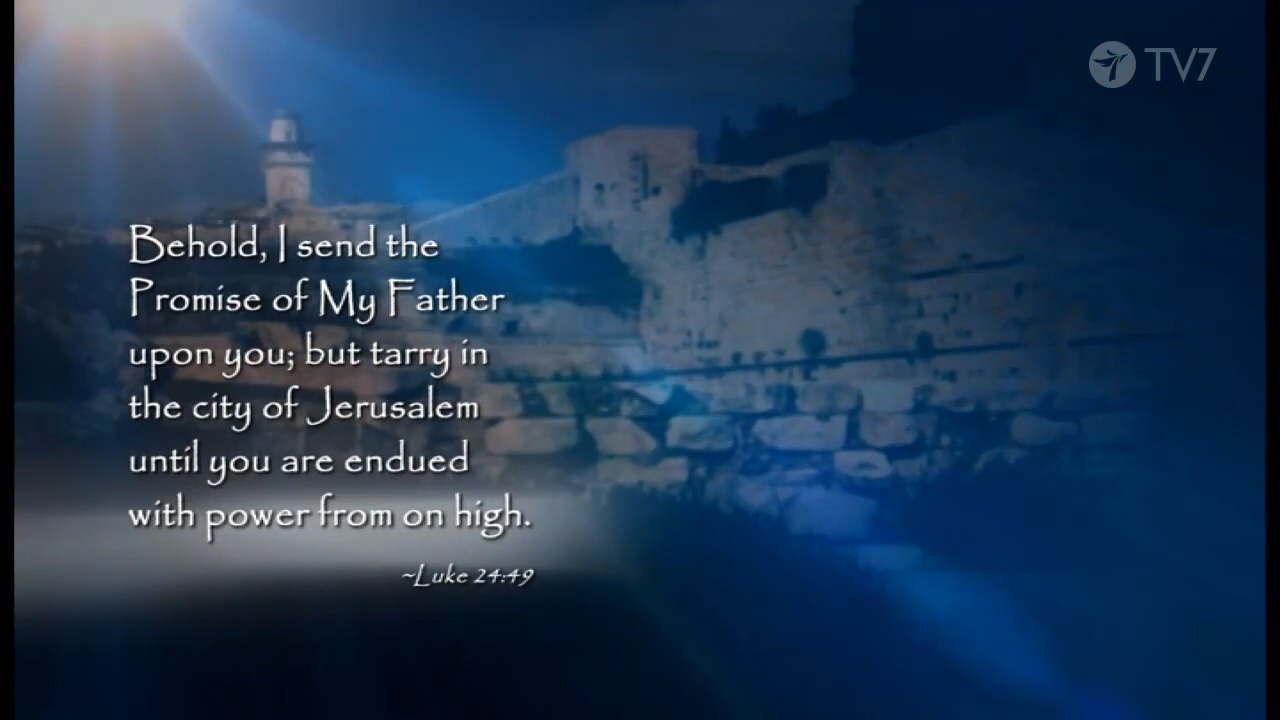 TV7
Behold, I send the
Promise of My Father
upon you; but tarry in
the city of Jerusalem
until you are endued
with power from on high.
~Luke 24:49